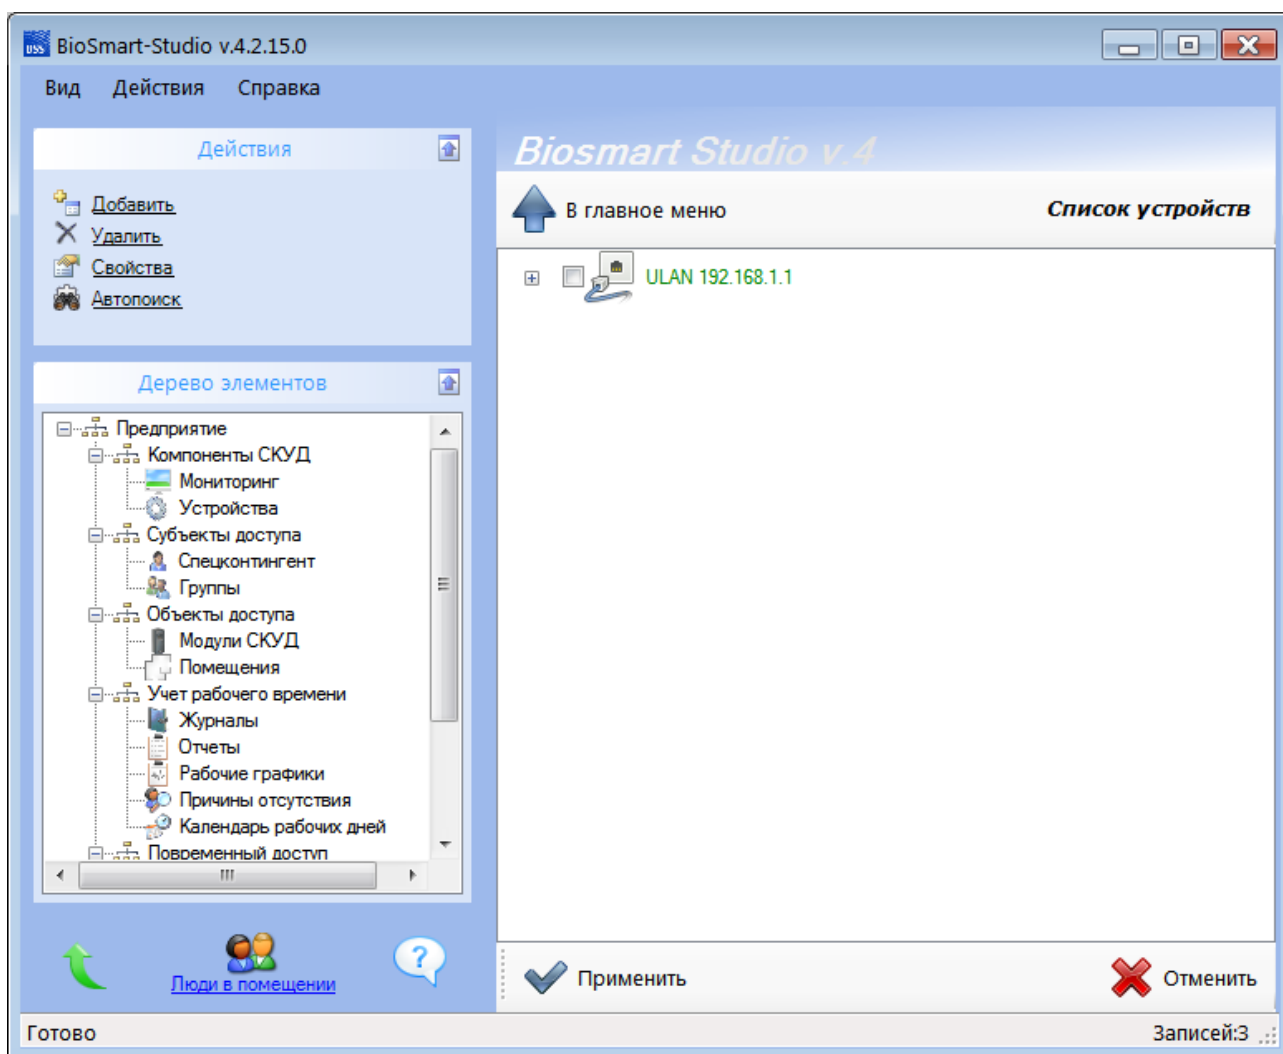 USS BioSmart-Studio v.4.2.15.0
Вид Действия Справка
Действия
Добавить
Удалить
Свойства
Автопоиск
Дерево элементов
Предприятие
Компоненты СКУД
Мониторинг
Устройства
Субъекты доступа
Спецконтингент
Группы
Объекты доступа
Модули СКУД
Помещения
Учет рабочего времени
Журналы
Отчеты
Рабочие графики
Причины отсутствия
Календарь рабочих дней
Повременный доступ
Люди в помещении
Biosmart Studio v.4
В главное меню Список устройств
ULAN 192.168.1.1
Применить Отменить
Готово Записей:3